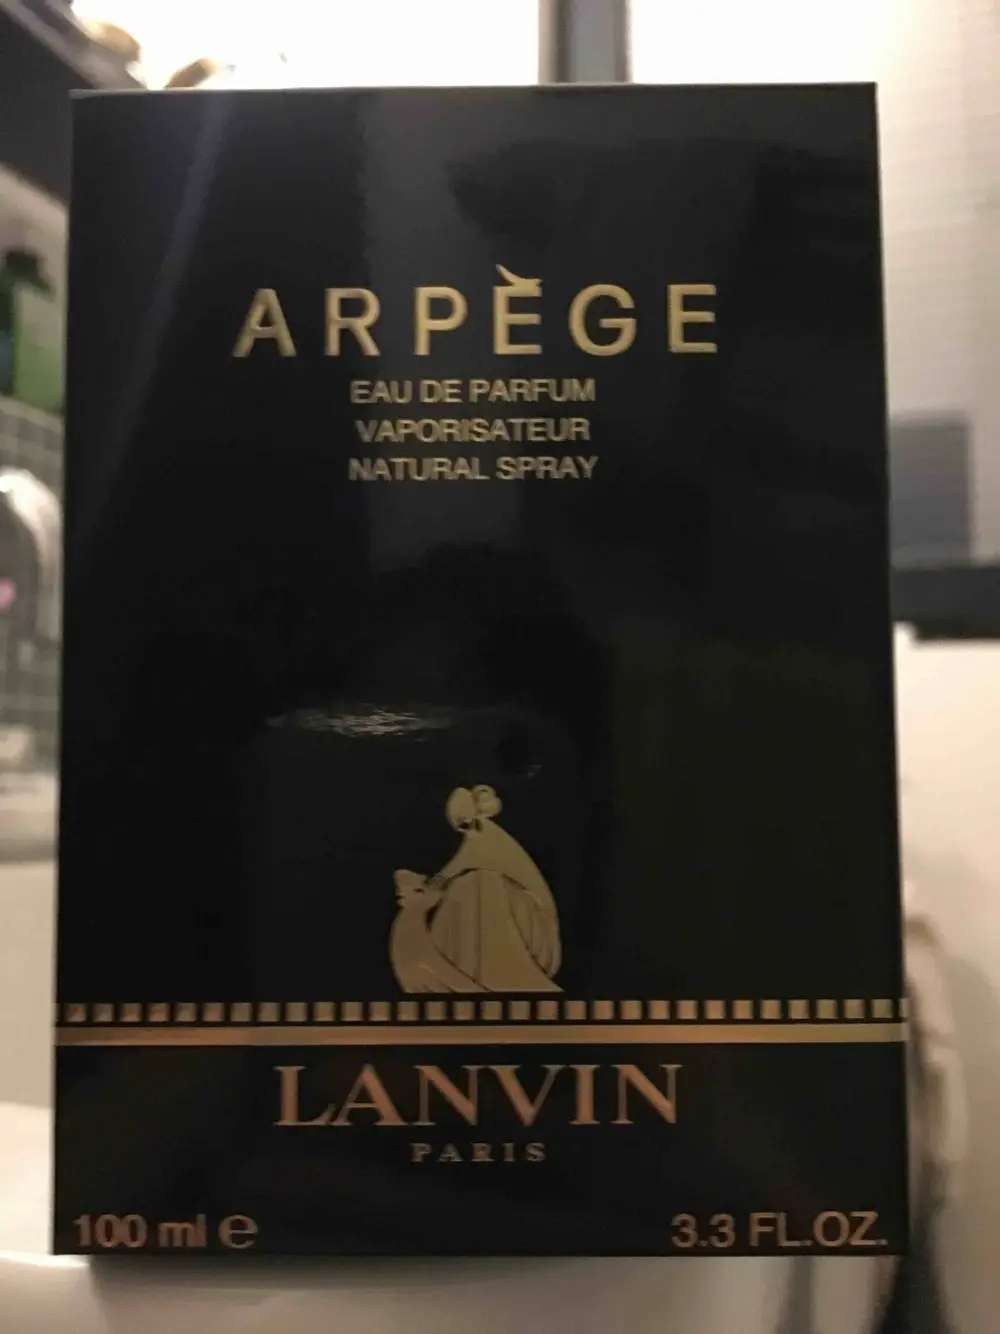 ARPÈGE
EAU DE PARFUM
VAPORISATEUR
NATURAL SPRAY
LANVIN
PARIS
100 ml ℮
3.3 FL.OZ.